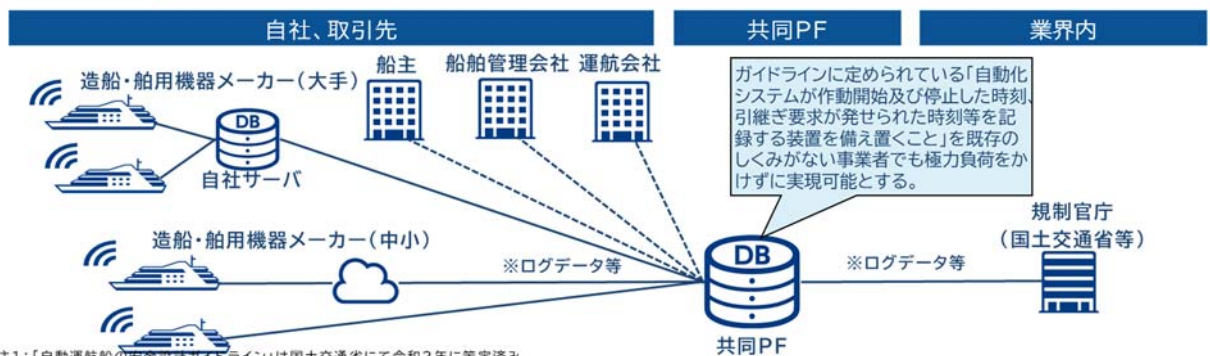 自社、取引先
共同PF
業界内
造船・舶用機器メーカー(大手)
船主
船舶管理会社
運航会社
DB
自社サーバ
ガイドラインに定められている「自動化
システムが作動開始及び停止した時刻、
引継ぎ要求が発せられた時刻等を記
録する装置を備え置くこと」を既存の
しくみがない事業者でも極力負荷をか
けずに実現可能とする。
造船・舶用機器メーカー(中小)
※ログデータ等
DB
※ログデータ等
規制官庁
(国土交通省等)
共同PF